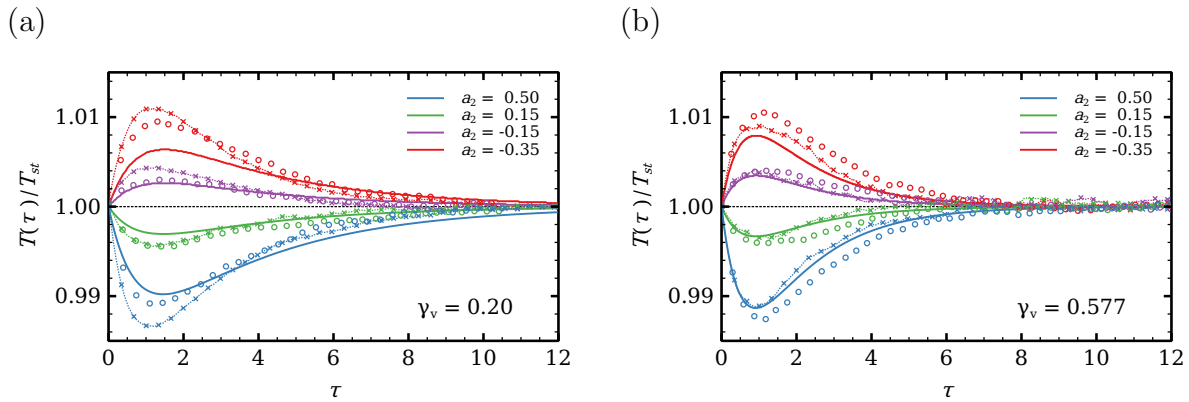 (a)
T(τ)/T_st
1.01
1.00
0.99
a₂ = 0.50
a₂ = 0.15
a₂ = -0.15
a₂ = -0.35
γᵥ = 0.20
0 2 4 6 8 10 12
τ
(b)
T(τ)/T_st
1.01
1.00
0.99
a₂ = 0.50
a₂ = 0.15
a₂ = -0.15
a₂ = -0.35
γᵥ = 0.577
0 2 4 6 8 10 12
τ